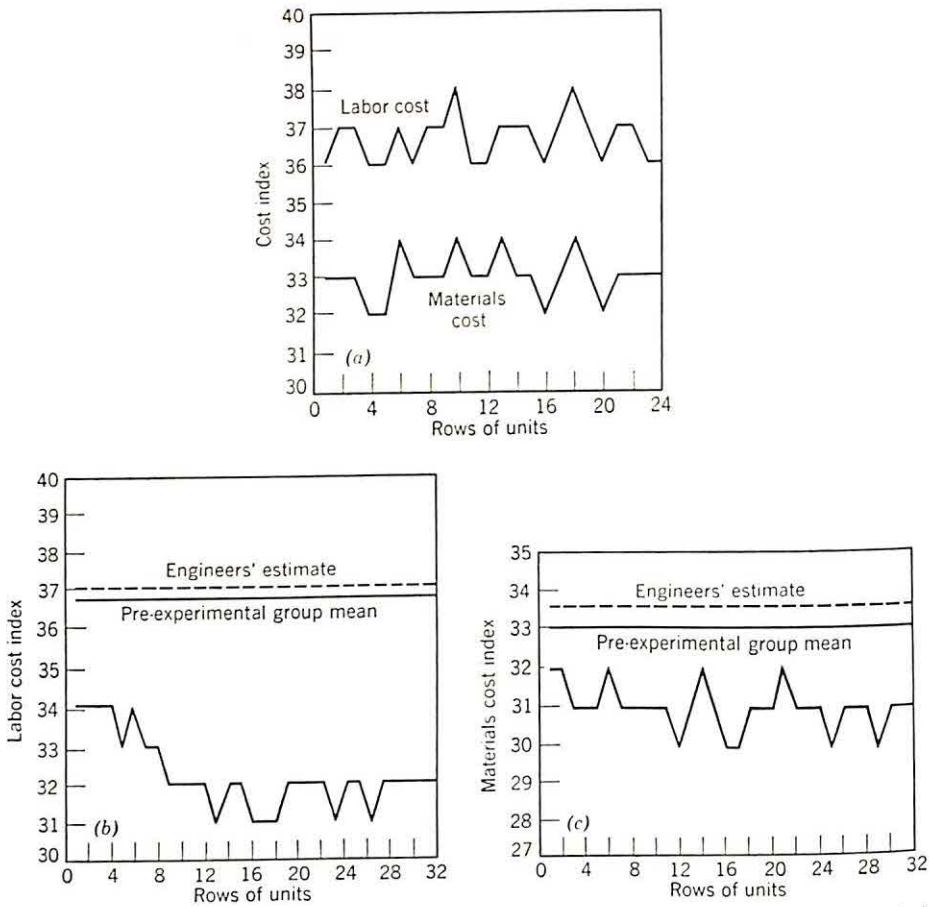 40
39
38
37
36
35
34
33
32
31
30
Cost index
Labor cost
Materials
cost
(a)
0 4 8 12 16 20 24
Rows of units
40
39
38
37
36
35
34
33
32
31
30
Labor cost index
Engineers' estimate
Pre-experimental group mean
(b)
0 4 8 12 16 20 24 28 32
Rows of units
35
34
33
32
31
30
29
28
27
Materials cost index
Engineers' estimate
Pre-experimental group mean
(c)
0 4 8 12 16 20 24 28 32
Rows of units